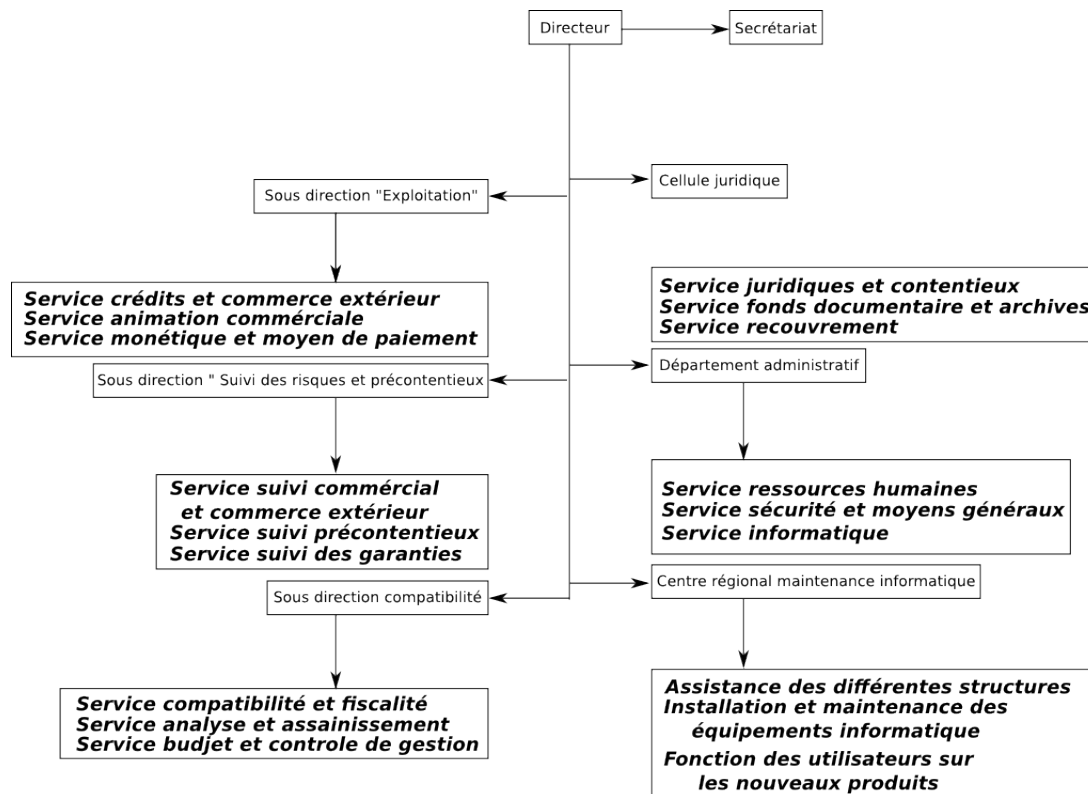 Directeur
Secrétariat
Cellule juridique
Sous direction "Exploitation"
Service crédits et commerce extérieur
Service animation commérciale
Service monétique et moyen de paiement
Service juridiques et contentieux
Service fonds documentaire et archives
Service recouvrement
Sous direction " Suivi des risques et précontentieux
Département administratif
Service suivi commércial
et commerce extérieur
Service suivi précontentieux
Service suivi des garanties
Service ressources humaines
Service sécurité et moyens généraux
Service informatique
Sous direction compatibilité
Centre régional maintenance informatique
Service compatibilité et fiscalité
Service analyse et assainissement
Service budjet et controle de gestion
Assistance des différentes structures
Installation et maintenance des
équipements informatique
Fonction des utilisateurs sur
les nouveaux produits